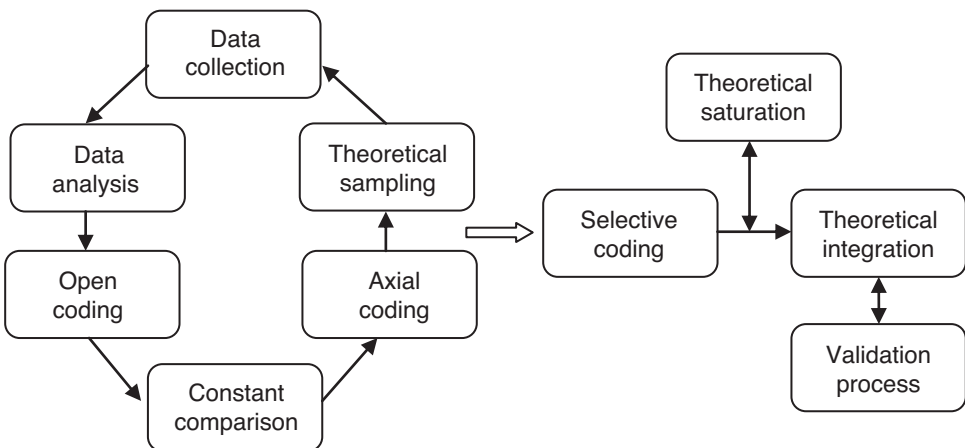 Data
collection
Data
analysis
Open
coding
Constant
comparison
Axial
coding
Theoretical
sampling
Selective
coding
Theoretical
saturation
Theoretical
integration
Validation
process